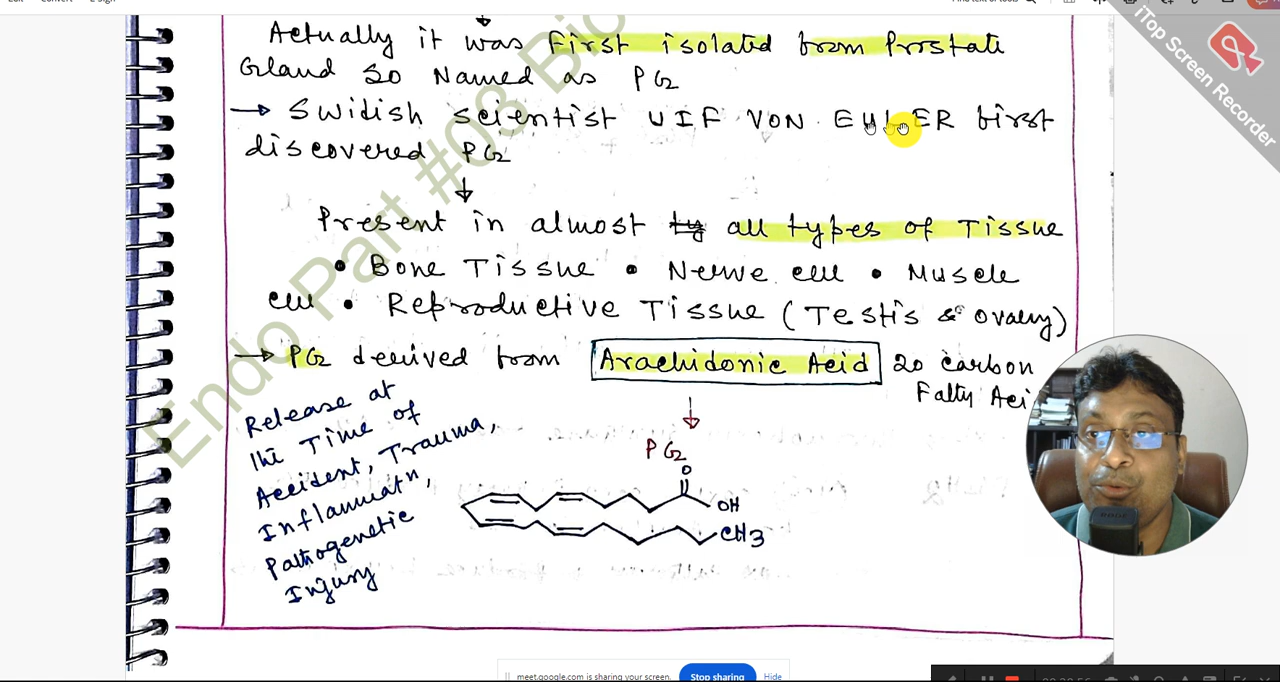 Actually it was First isolated from Prostate
Gland so Named as PG
→ Swidish scientist UIF VON EULER first
discovered PG
Present in almost ty all types of Tissue
• Bone Tissue • Nerve cell • Muscle
cell • Reproductive Tissue (Testis & ovary)
→ PG derived from Arachidonic Acid 20 carbon
Fatty Aci
Release at
the Time of
Accident, Trauma,
Inflammatn,
Pathogenetic
Injury
PG
O
OH
CH3
Endo Part #03 Bio
iTop Screen Recorder
meet.google.com is sharing your screen.
Stop sharing
Hide